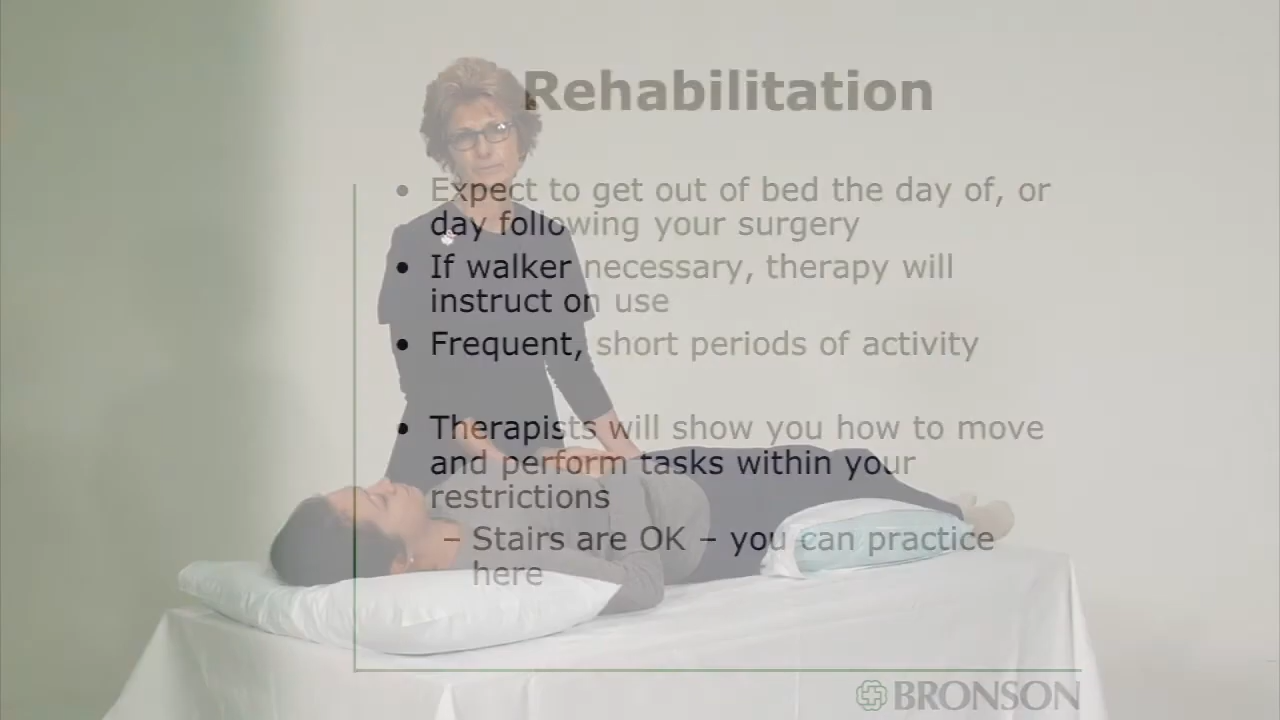 Rehabilitation
• Expect to get out of bed the day of, or
day following your surgery
• If walker necessary, therapy will
instruct on use
• Frequent, short periods of activity
• Therapists will show you how to move
and perform tasks within your
restrictions
– Stairs are OK – you can practice
here
BRONSON